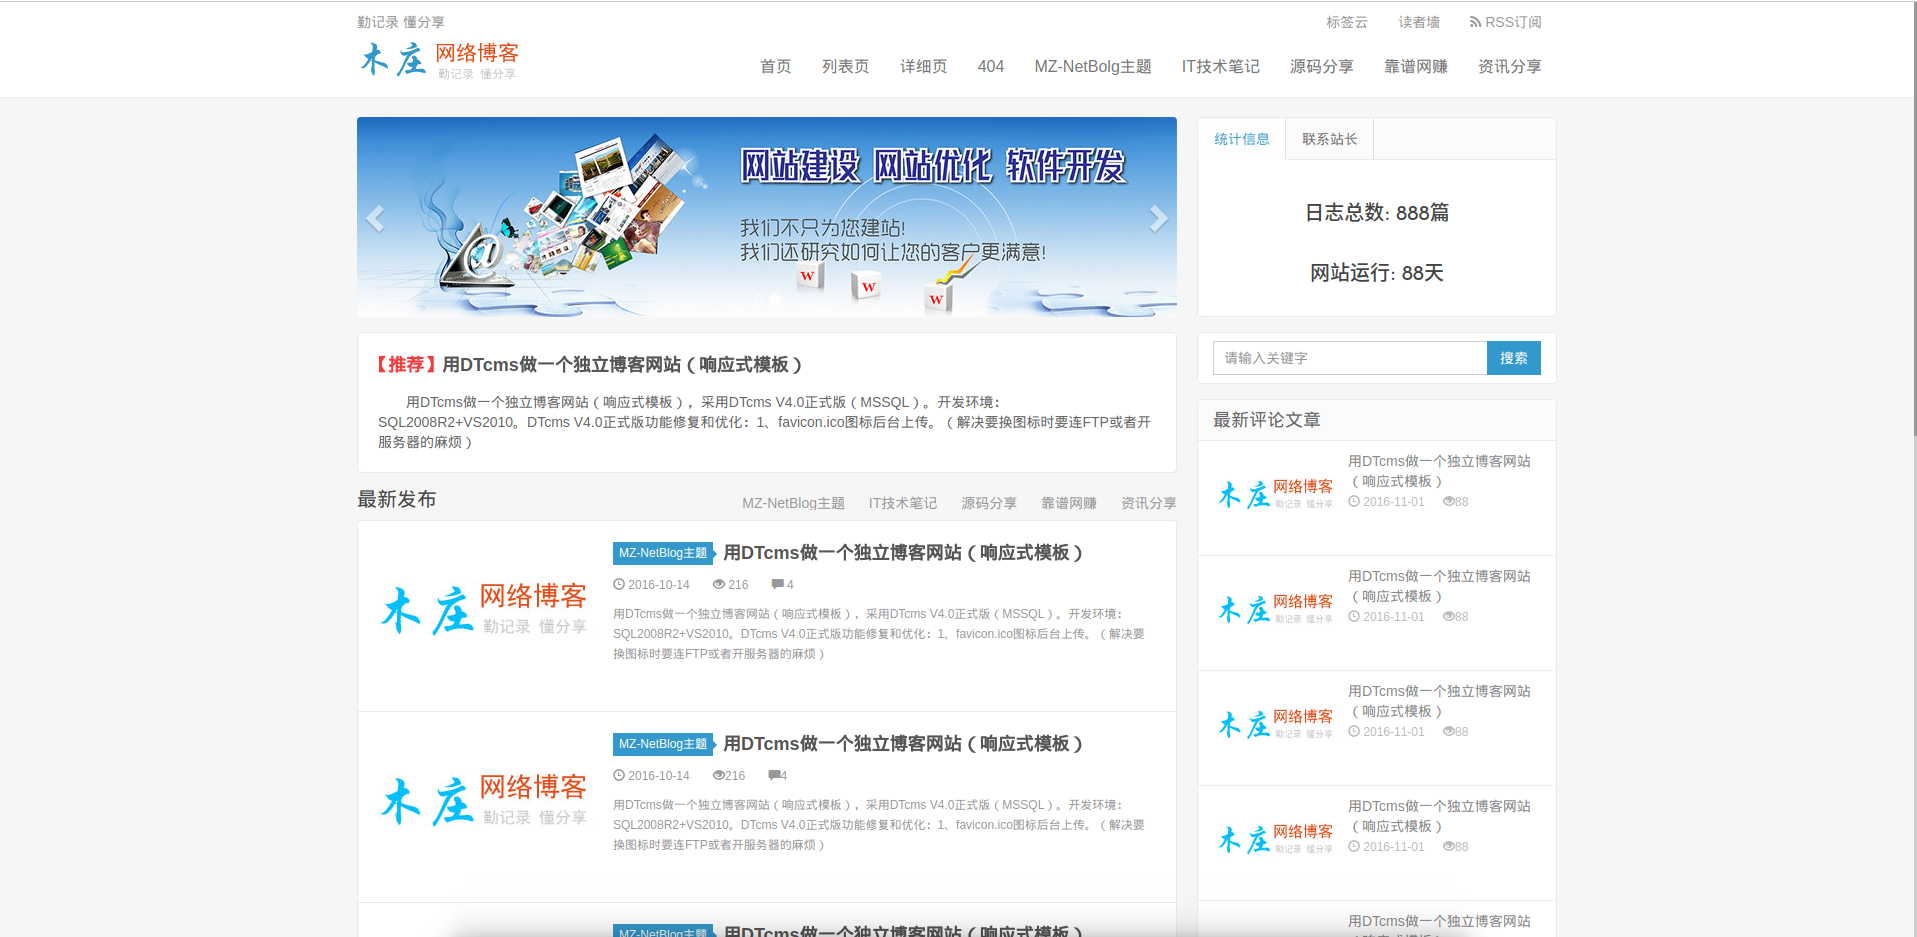 勤记录 懂分享
标签云 读者墙 RSS订阅
木庄 网络博客
勤记录 懂分享
首页 列表页 详细页 404 MZ-NetBolg主题 IT技术笔记 源码分享 靠谱网赚 资讯分享
网站建设 网站优化 软件开发
我们不只为您建站!
我们还研究如何让您的客户更满意!
@
W W W
统计信息 联系站长
日志总数: 888篇
网站运行: 88天
【推荐】用DTcms做一个独立博客网站（响应式模板）
用DTcms做一个独立博客网站（响应式模板），采用DTcms V4.0正式版（MSSQL）。开发环境：
SQL2008R2+VS2010。DTcms V4.0正式版功能修复和优化：1、favicon.ico图标后台上传。（解决要换图标时要连FTP或者开
服务器的麻烦）
请输入关键字 搜索
最新发布
MZ-NetBlog主题 IT技术笔记 源码分享 靠谱网赚 资讯分享
木庄 网络博客
勤记录 懂分享
MZ-NetBlog主题 用DTcms做一个独立博客网站（响应式模板）
2016-10-14 216 4
用DTcms做一个独立博客网站（响应式模板），采用DTcms V4.0正式版（MSSQL）。开发环境：
SQL2008R2+VS2010。DTcms V4.0正式版功能修复和优化：1、favicon.ico图标后台上传。（解决要
换图标时要连FTP或者开服务器的麻烦）
木庄 网络博客
勤记录 懂分享
MZ-NetBlog主题 用DTcms做一个独立博客网站（响应式模板）
2016-10-14 216 4
用DTcms做一个独立博客网站（响应式模板），采用DTcms V4.0正式版（MSSQL）。开发环境：
SQL2008R2+VS2010。DTcms V4.0正式版功能修复和优化：1、favicon.ico图标后台上传。（解决要
换图标时要连FTP或者开服务器的麻烦）
MZ-NetBlog主题 用DTcms做一个独立博客网站（响应式模板）
最新评论文章
木庄 网络博客
勤记录 懂分享
用DTcms做一个独立博客网站
（响应式模板）
2016-11-01 88
木庄 网络博客
勤记录 懂分享
用DTcms做一个独立博客网站
（响应式模板）
2016-11-01 88
木庄 网络博客
勤记录 懂分享
用DTcms做一个独立博客网站
（响应式模板）
2016-11-01 88
木庄 网络博客
勤记录 懂分享
用DTcms做一个独立博客网站
（响应式模板）
2016-11-01 88
用DTcms做一个独立博客网站